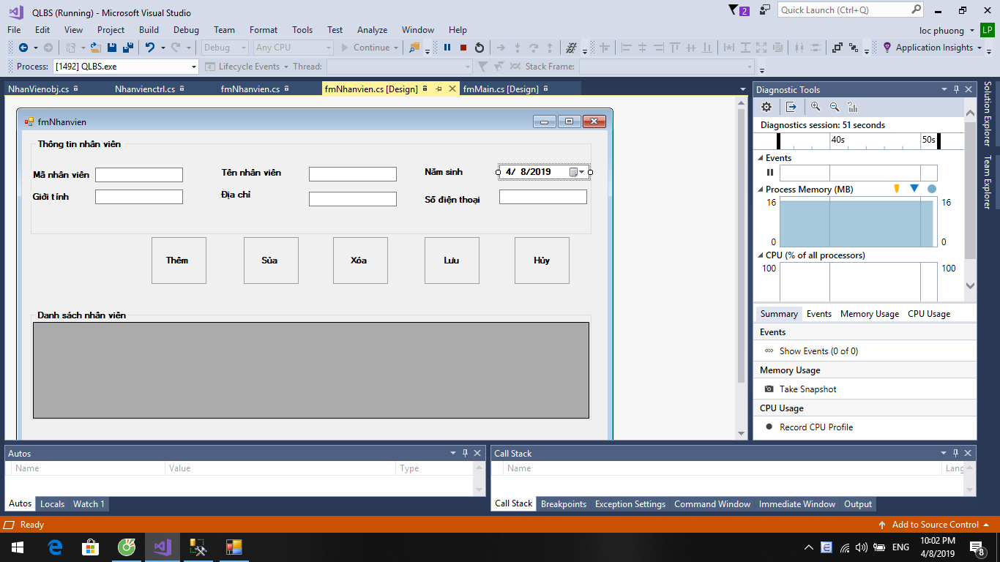 QLBS (Running) - Microsoft Visual Studio
2
Quick Launch (Ctrl+Q)
File Edit View Project Build Debug Team Format Tools Test Analyze Window Help
loc phuong
LP
Debug Any CPU Continue Application Insights
Process: [1492] QLBS.exe Lifecycle Events Thread: Stack Frame:
NhanVienobj.cs Nhanvienctrl.cs fmNhanvien.cs fmNhanvien.cs [Design] fmMain.cs [Design]
fmNhanvien
Thông tin nhân viên
Mã nhân viên Tên nhân viên Năm sinh 4/ 8/2019
Giới tính Địa chỉ Số điện thoại
Thêm Sủa Xóa Lưu Hủy
Danh sách nhân viên
Diagnostic Tools
Diagnostics session: 51 seconds
40s 50s
Events
Process Memory (MB)
16 16
0 0
CPU (% of all processors)
100 100
Summary Events Memory Usage CPU Usage
Events
Show Events (0 of 0)
Memory Usage
Take Snapshot
CPU Usage
Record CPU Profile
Solution Explorer
Team Explorer
Autos
Name Value Type
Autos Locals Watch 1
Call Stack
Name Lang
Call Stack Breakpoints Exception Settings Command Window Immediate Window Output
Ready
Add to Source Control
ENG
10:02 PM
4/8/2019
8